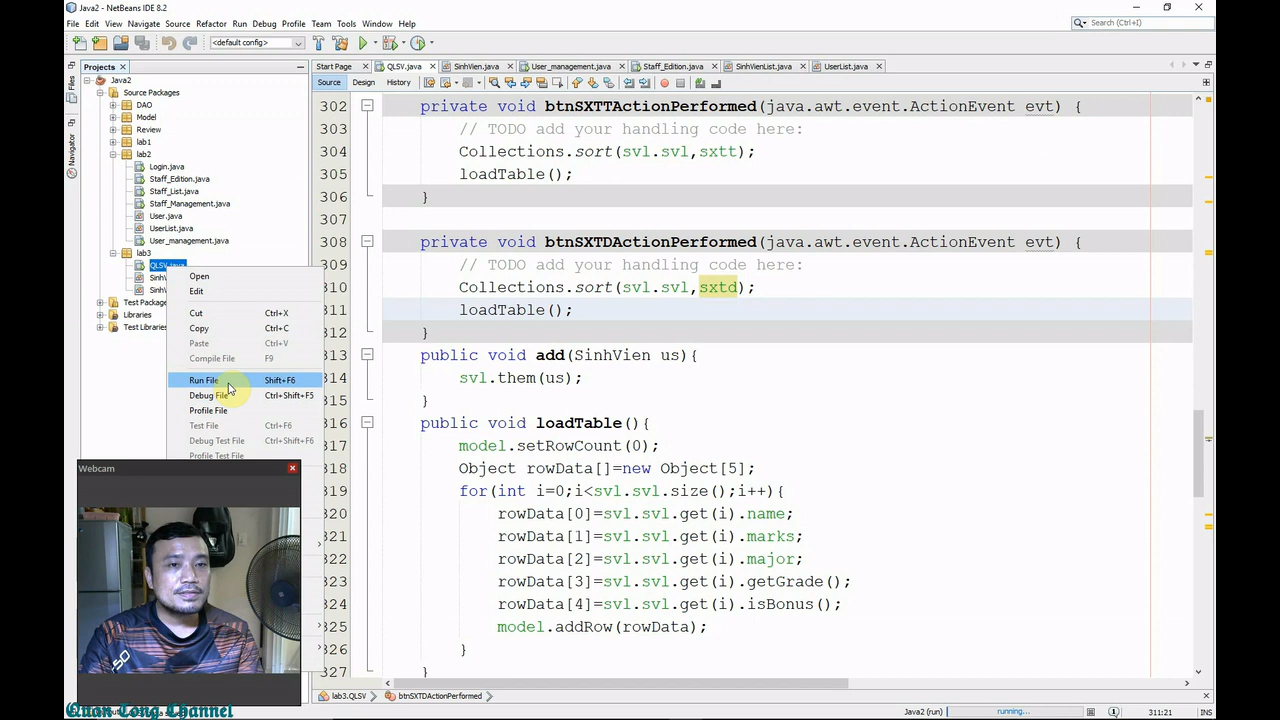 Java2 - NetBeans IDE 8.2
File Edit View Navigate Source Refactor Run Debug Profile Team Tools Window Help
Search (Ctrl+I)
<default config>
Projects
Files
Navigator
Java2
Source Packages
DAO
Model
Review
lab1
lab2
Login.java
Staff_Edition.java
Staff_List.java
Staff_Management.java
User.java
UserList.java
User_management.java
lab3
QLSV.java
SinhV
SinhV
Test Package
Libraries
Test Libraries
Open
Edit
Cut Ctrl+X
Copy Ctrl+C
Paste Ctrl+V
Compile File F9
Run File Shift+F6
Debug File Ctrl+Shift+F5
Profile File
Test File Ctrl+F6
Debug Test File Ctrl+Shift+F6
Profile Test File
Webcam
Quan Tong Channel
Start Page QLSV.java SinhVien.java User_management.java Staff_Edition.java SinhVienList.java UserList.java
Source Design History
302 private void btnSXTTActionPerformed(java.awt.event.ActionEvent evt) {
303 // TODO add your handling code here:
304 Collections.sort(svl.svl,sxtt);
305 loadTable();
306 }
307
308 private void btnSXTDActionPerformed(java.awt.event.ActionEvent evt) {
309 // TODO add your handling code here:
310 Collections.sort(svl.svl,sxtd);
311 loadTable();
312 }
313 public void add(SinhVien us){
314 svl.them(us);
315 }
316 public void loadTable(){
317 model.setRowCount(0);
318 Object rowData[]=new Object[5];
319 for(int i=0;i<svl.svl.size();i++){
320 rowData[0]=svl.svl.get(i).name;
321 rowData[1]=svl.svl.get(i).marks;
322 rowData[2]=svl.svl.get(i).major;
323 rowData[3]=svl.svl.get(i).getGrade();
324 rowData[4]=svl.svl.get(i).isBonus();
325 model.addRow(rowData);
326 }
327 }
lab3.QLSV btnSXTDActionPerformed
Java2 (run) running... 311:21 INS